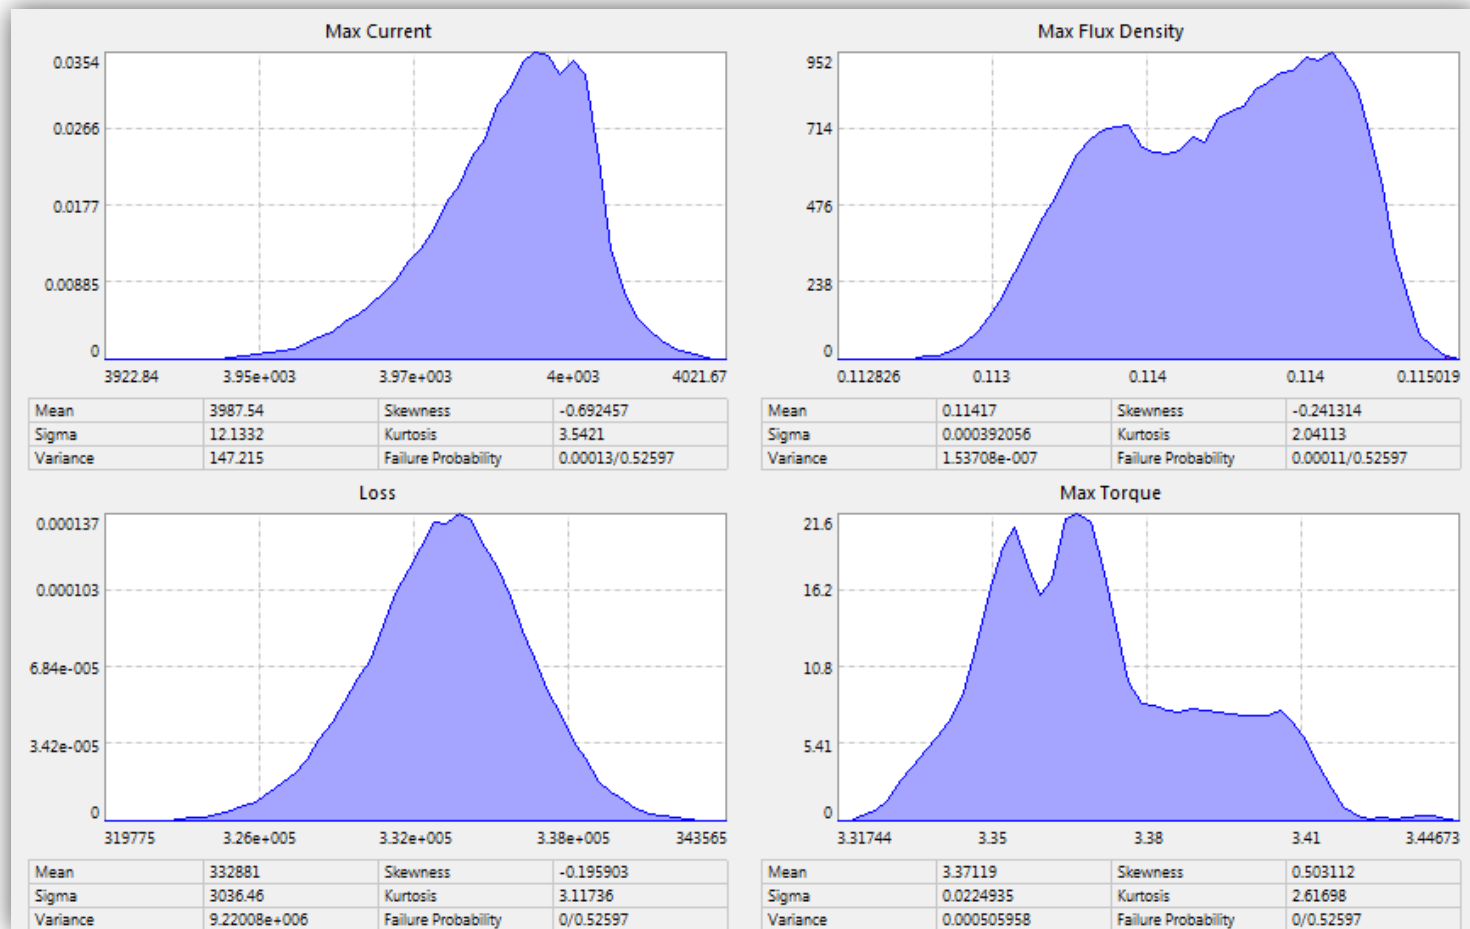 Max Current
0.0354
0.0266
0.0177
0.00885
0
3922.84 3.95e+003 3.97e+003 4e+003 4021.67
Mean 3987.54 Skewness -0.692457
Sigma 12.1332 Kurtosis 3.5421
Variance 147.215 Failure Probability 0.00013/0.52597
Max Flux Density
952
714
476
238
0
0.112826 0.113 0.114 0.114 0.115019
Mean 0.11417 Skewness -0.241314
Sigma 0.000392056 Kurtosis 2.04113
Variance 1.53708e-007 Failure Probability 0.00011/0.52597
Loss
0.000137
0.000103
6.84e-005
3.42e-005
0
319775 3.26e+005 3.32e+005 3.38e+005 343565
Mean 332881 Skewness -0.195903
Sigma 3036.46 Kurtosis 3.11736
Variance 9.22008e+006 Failure Probability 0/0.52597
Max Torque
21.6
16.2
10.8
5.41
0
3.31744 3.35 3.38 3.41 3.44673
Mean 3.37119 Skewness 0.503112
Sigma 0.0224935 Kurtosis 2.61698
Variance 0.000505958 Failure Probability 0/0.52597